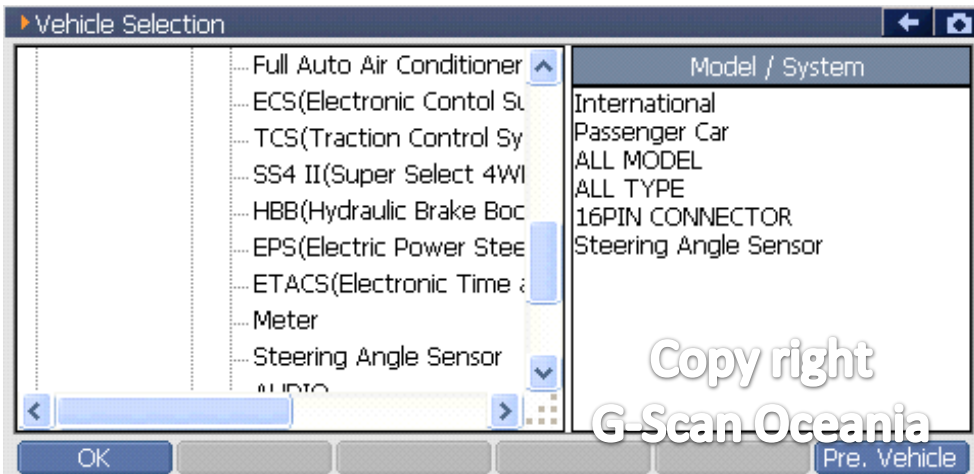 Vehicle Selection
Full Auto Air Conditioner
ECS(Electronic Contol Su
TCS(Traction Control Sy
SS4 II(Super Select 4W
HBB(Hydraulic Brake Boo
EPS(Electric Power Stee
ETACS(Electronic Time a
Meter
Steering Angle Sensor
AUDIO
Model / System
International
Passenger Car
ALL MODEL
ALL TYPE
16PIN CONNECTOR
Steering Angle Sensor
Copy right
G-Scan Oceania
OK
Pre. Vehicle